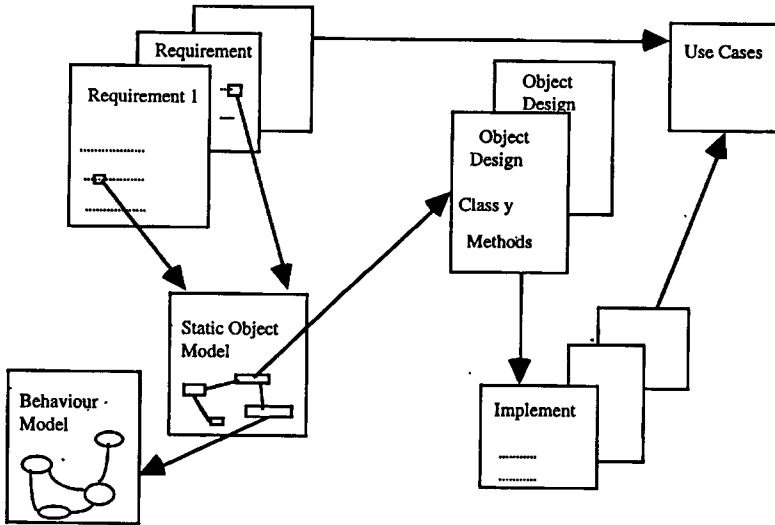 Requirement
Requirement 1
Use Cases
Object
Design
Object
Design
Class y
Methods
Static Object
Model
Behaviour
Model
Implement